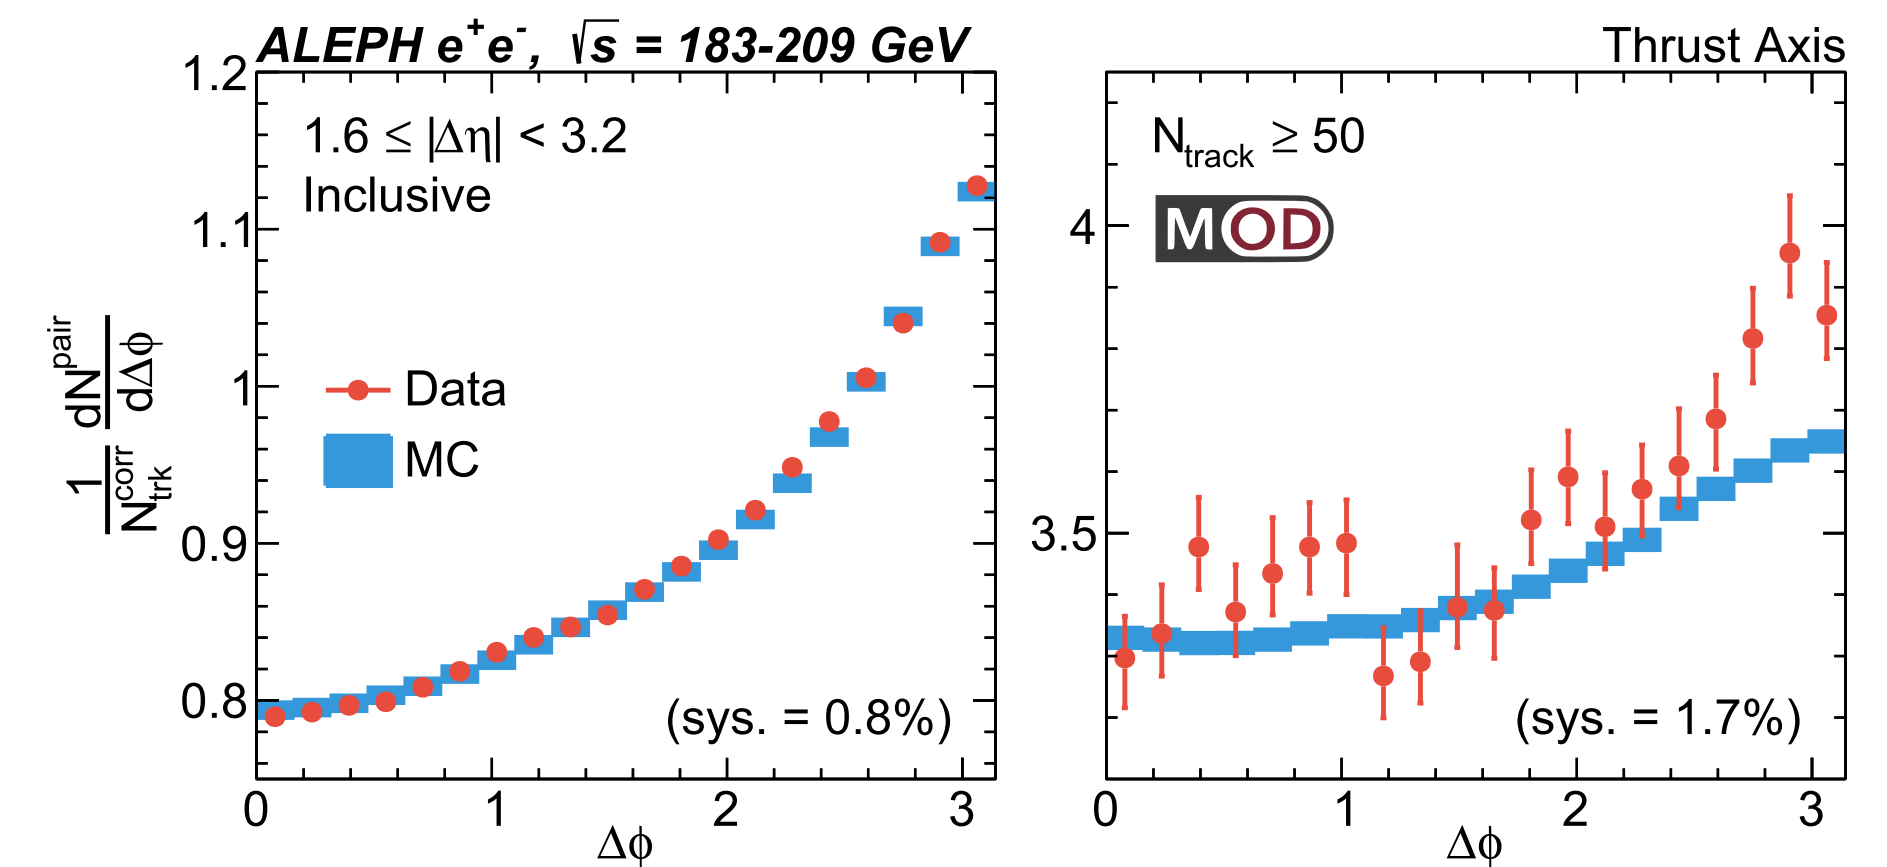 ALEPH e⁺e⁻, √s = 183-209 GeV
Thrust Axis
1.6 ≤ |Δη| < 3.2
Inclusive
Data
MC
(sys. = 0.8%)
1.2
1.1
1
0.9
0.8
0 1 2 3
Δϕ
1/N^corr_trk dN^pair/dΔϕ
N_track ≥ 50
MOD
4
3.5
(sys. = 1.7%)
0 1 2 3
Δϕ